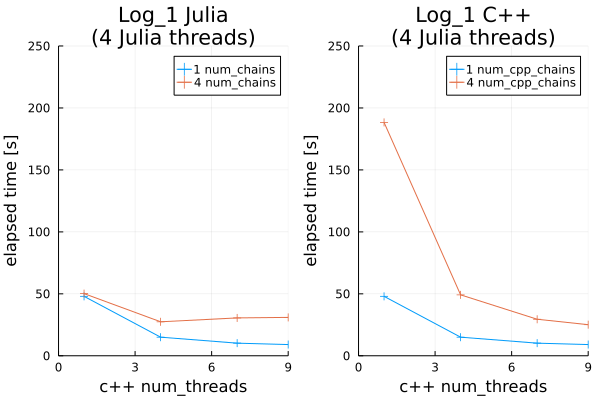 Log_1 Julia
(4 Julia threads)
250
200
150
100
50
0
elapsed time [s]
1 num_chains
4 num_chains
0
3
6
9
c++ num_threads
Log_1 C++
(4 Julia threads)
250
200
150
100
50
0
elapsed time [s]
1 num_cpp_chains
4 num_cpp_chains
0
3
6
9
c++ num_threads